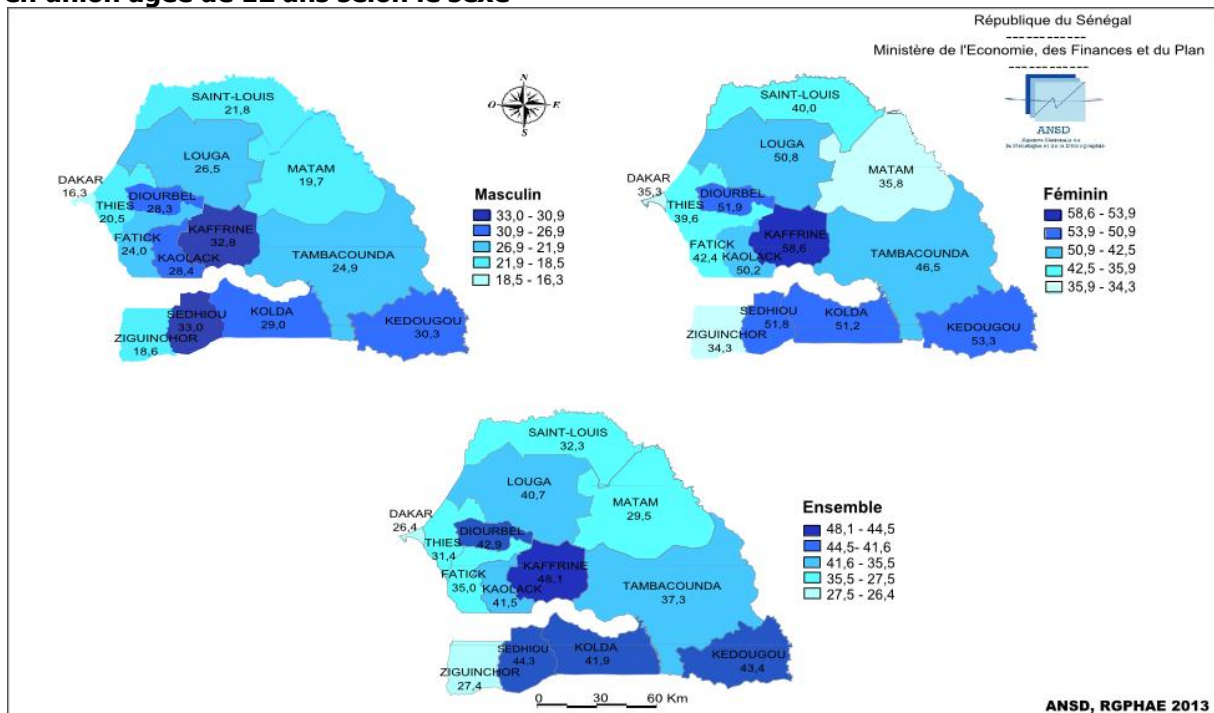 en union âgés de 12 ans selon le sexe
République du Sénégal
Ministère de l'Economie, des Finances et du Plan
ANSD
N
O
E
S
SAINT-LOUIS
21,8
LOUGA
26,5
MATAM
19,7
DAKAR
16,3
DIOURBEL
28,3
THIES
20,5
KAFFRINE
32,8
FATICK
24,0
KAOLACK
28,4
TAMBACOUNDA
24,9
SEDHIOU
33,0
KOLDA
29,0
KEDOUGOU
30,3
ZIGUINCHOR
18,6
Masculin
33,0 - 30,9
30,9 - 26,9
26,9 - 21,9
21,9 - 18,5
18,5 - 16,3
SAINT-LOUIS
40,0
LOUGA
50,8
MATAM
35,8
DAKAR
35,3
DIOURBEL
51,9
THIES
39,6
KAFFRINE
58,6
FATICK
42,4
KAOLACK
50,2
TAMBACOUNDA
46,5
SEDHIOU
51,8
KOLDA
51,2
KEDOUGOU
53,3
ZIGUINCHOR
34,3
Féminin
58,6 - 53,9
53,9 - 50,9
50,9 - 42,5
42,5 - 35,9
35,9 - 34,3
SAINT-LOUIS
32,3
LOUGA
40,7
MATAM
29,5
DAKAR
26,4
DIOURBEL
42,9
THIES
31,4
KAFFRINE
48,1
FATICK
35,0
KAOLACK
41,5
TAMBACOUNDA
37,3
SEDHIOU
44,3
KOLDA
41,9
KEDOUGOU
43,4
ZIGUINCHOR
27,4
Ensemble
48,1 - 44,5
44,5- 41,6
41,6 - 35,5
35,5 - 27,5
27,5 - 26,4
0 30 60 Km
ANSD, RGPHAE 2013